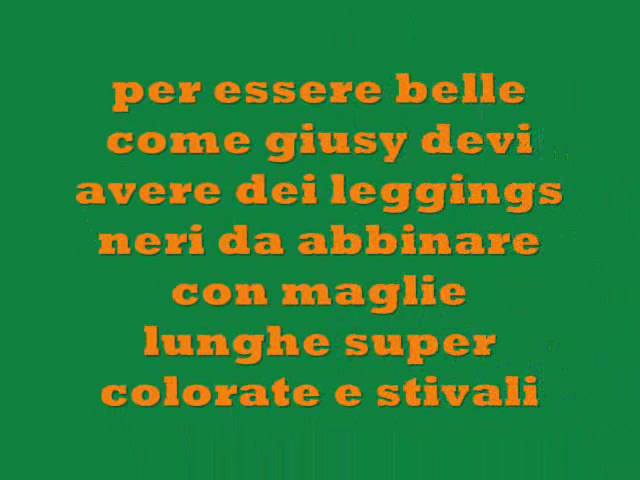 per essere belle
come giusy devi
avere dei leggings
neri da abbinare
con maglie
lunghe super
colorate e stivali